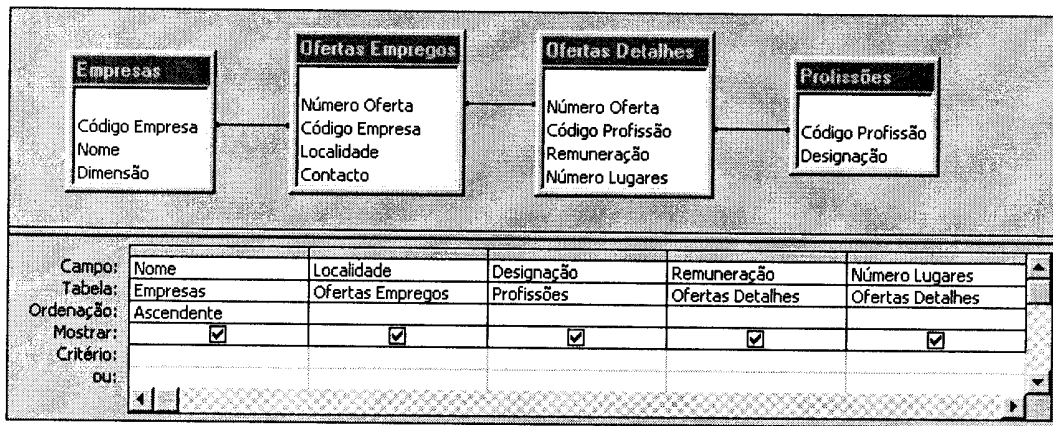 Empresas
Código Empresa
Nome
Dimensão
Ofertas Empregos
Número Oferta
Código Empresa
Localidade
Contacto
Ofertas Detalhes
Número Oferta
Código Profissão
Remuneração
Número Lugares
Profissões
Código Profissão
Designação
Campo: Nome Localidade Designação Remuneração Número Lugares
Tabela: Empresas Ofertas Empregos Profissões Ofertas Detalhes Ofertas Detalhes
Ordenação: Ascendente
Mostrar:
Critério:
ou: